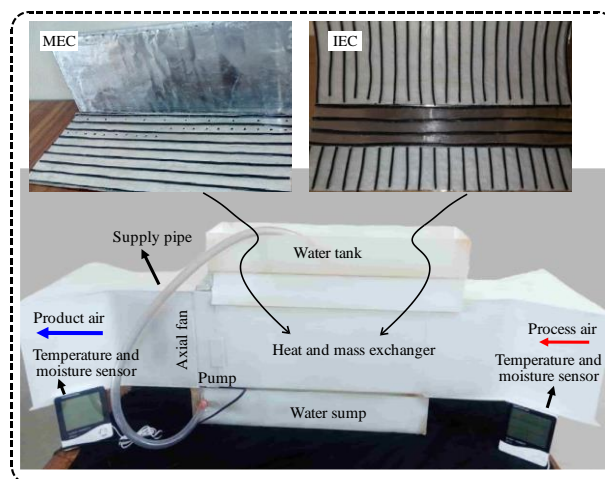 MEC
IEC
Supply pipe
Water tank
Product air
Axial fan
Process air
Temperature and
moisture sensor
Heat and mass exchanger
Temperature and
moisture sensor
Pump
Water sump